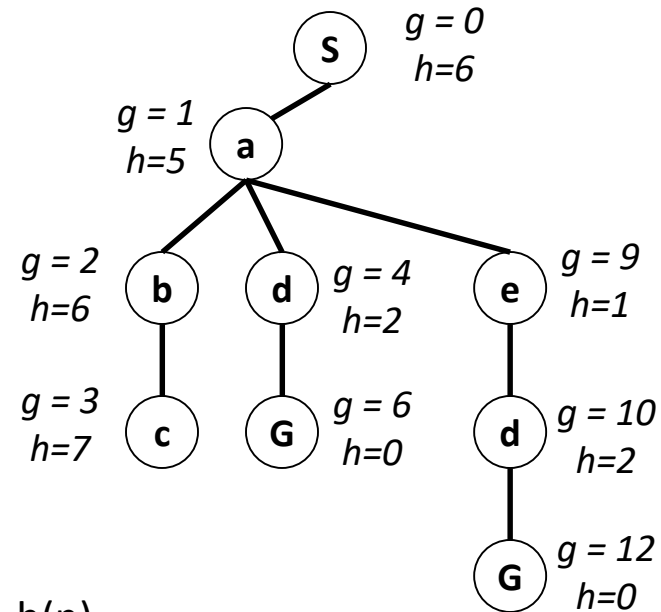 S
g = 0
h=6
g = 1
h=5
a
g = 2
h=6
b
d
g = 4
h=2
e
g = 9
h=1
g = 3
h=7
c
G
g = 6
h=0
d
g = 10
h=2
G
g = 12
h=0
h(n)